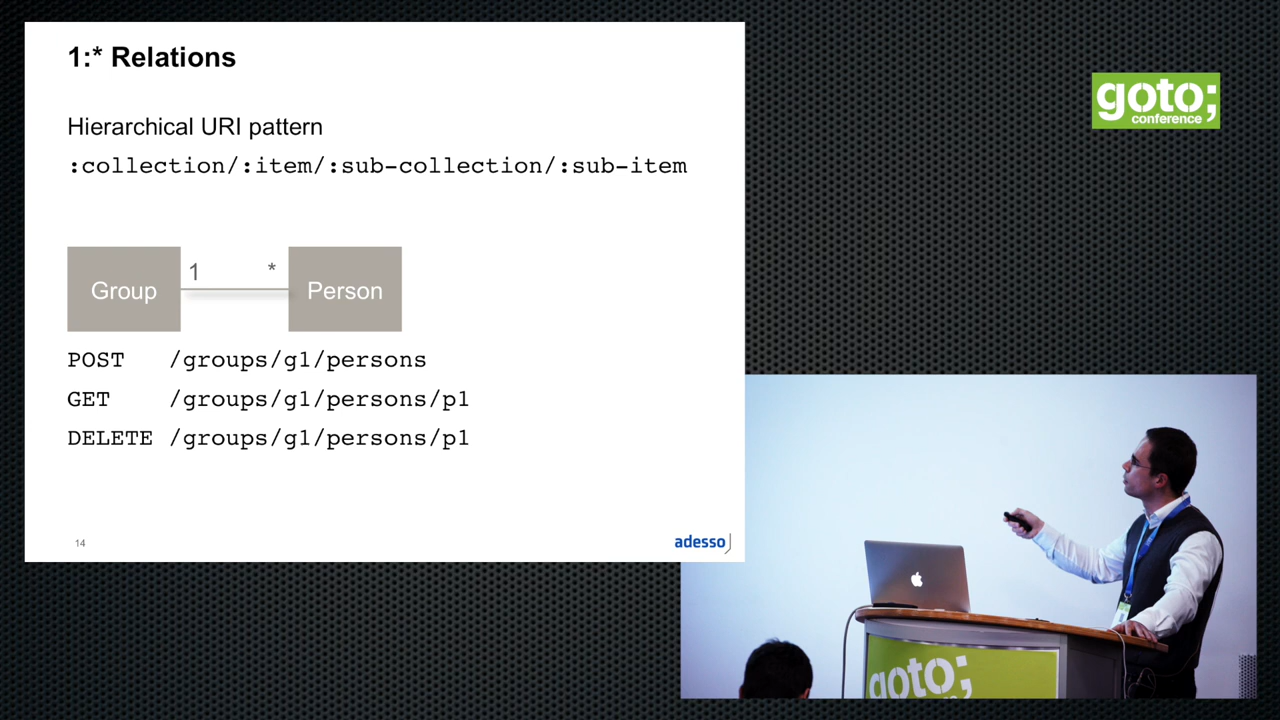 1:* Relations
Hierarchical URI pattern
:collection/:item/:sub-collection/:sub-item
Group
1
*
Person
POST /groups/g1/persons
GET /groups/g1/persons/p1
DELETE /groups/g1/persons/p1
14
adesso
goto;
conference
goto;